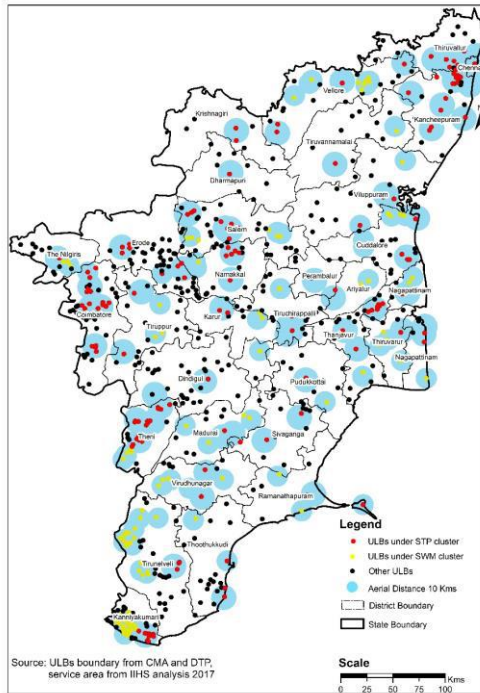 Thiruvallur
Chennai
Vellore
Kancheepuram
Krishnagiri
Tiruvannamalai
Dharmapuri
Viluppuram
Salem
Erode
The Nilgiris
Cuddalore
Namakkal
Perambalur
Ariyalur
Nagapattinam
Coimbatore
Tiruppur
Karur
Tiruchirappalli
Thanjavur
Thiruvarur
Nagapattinam
Dindigul
Pudukkottai
Theni
Madurai
Sivaganga
Virudhunagar
Ramanathapuram
Thoothukkudi
Tirunelveli
Kanniyakumari
Legend
ULBs under STP cluster
ULBs under SWM cluster
Other ULBs
Aerial Distance 10 Kms
District Boundary
State Boundary
Scale
0 50 100
Kms
Source: ULBs boundary from CMA and DTP,
service area from IIHS analysis 2017